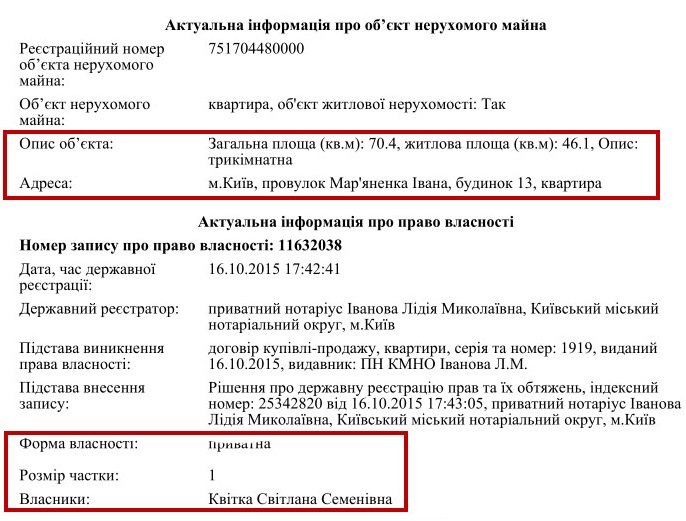 Актуальна інформація про об’єкт нерухомого майна
Реєстраційний номер 751704480000
об’єкта нерухомого
майна:
Об’єкт нерухомого квартира, об'єкт житлової нерухомості: Так
майна:
Опис об’єкта: Загальна площа (кв.м): 70.4, житлова площа (кв.м): 46.1, Опис:
трикімнатна
Адреса: м.Київ, провулок Мар'яненка Івана, будинок 13, квартира
Актуальна інформація про право власності
Номер запису про право власності: 11632038
Дата, час державної 16.10.2015 17:42:41
реєстрації:
Державний реєстратор: приватний нотаріус Іванова Лідія Миколаївна, Київський міський
нотаріальний округ, м.Київ
Підстава виникнення договір купівлі-продажу, квартири, серія та номер: 1919, виданий
права власності: 16.10.2015, видавник: ПН КМНО Іванова Л.М.
Підстава внесення Рішення про державну реєстрацію прав та їх обтяжень, індексний
запису: номер: 25342820 від 16.10.2015 17:43:05, приватний нотаріус Іванова
Лідія Миколаївна, Київський міський нотаріальний округ, м.Київ
Форма власності: приватна
Розмір частки: 1
Власники: Квітка Світлана Семенівна